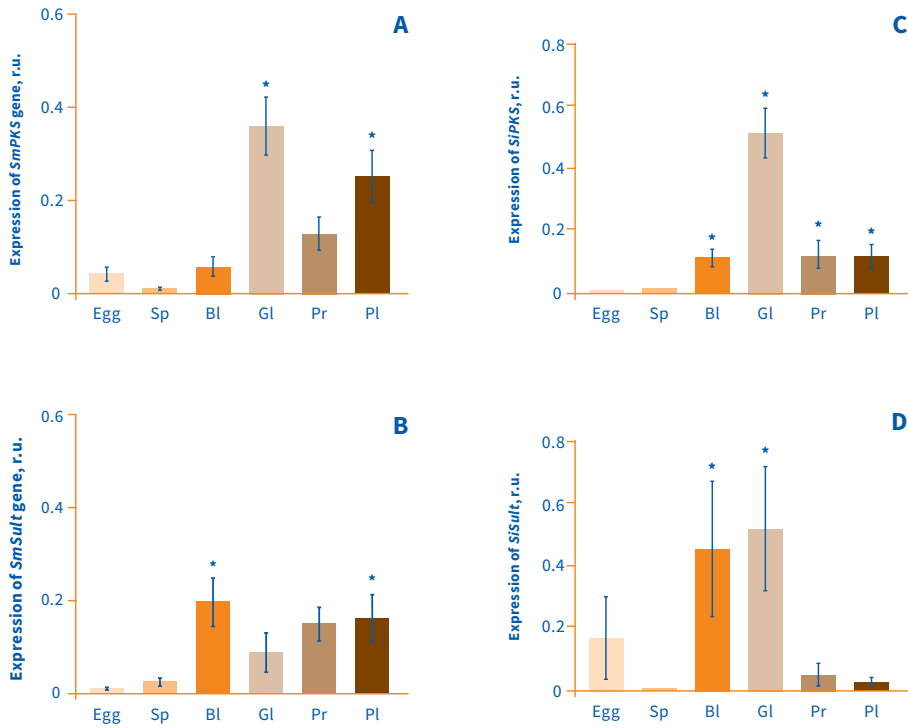 A
Expression of SmPKS gene, r.u.
0.6
0.4
0.2
0
*
*
Egg Sp Bl Gl Pr Pl
C
Expression of SiPKS, r.u.
0.8
0.6
0.4
0.2
0
*
*
*
*
Egg Sp Bl Gl Pr Pl
B
Expression of SmSult gene, r.u.
0.6
0.4
0.2
0
*
*
Egg Sp Bl Gl Pr Pl
D
Expression of SiSult, r.u.
0.8
0.6
0.4
0.2
0
*
*
Egg Sp Bl Gl Pr Pl